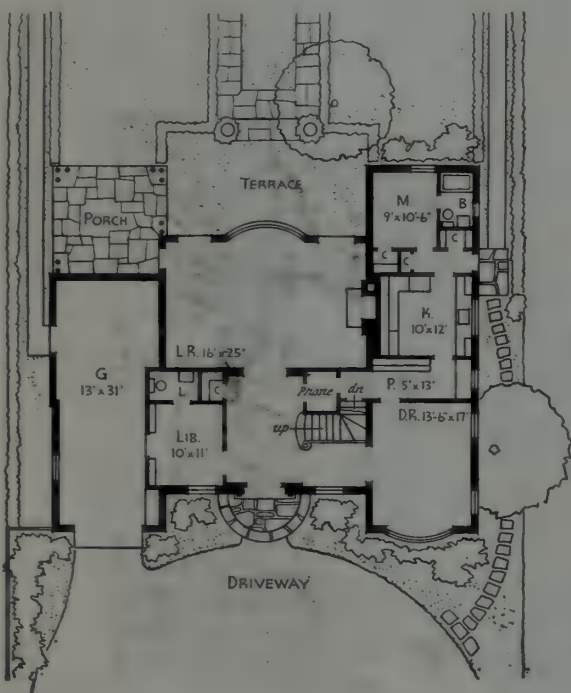 TERRACE
PORCH
M
9' x 10'-6"
B
C
C
C
K.
10' x 12'
L.R. 16' x 25'
G
13' x 31'
L
C
Phone
dn
P. 5' x 13'
D.R. 13'-6" x 17'
up
LIB.
10' x 11'
DRIVEWAY